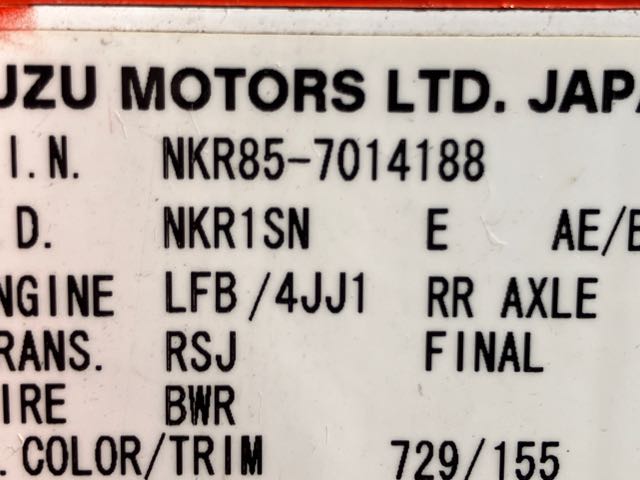 UZU MOTORS LTD. JAPA
I.N. NKR85-7014188
D. NKR1SN E AE/B
NGINE LFB/4JJ1 RR AXLE
RANS. RSJ FINAL
IRE BWR
. COLOR/TRIM 729/155